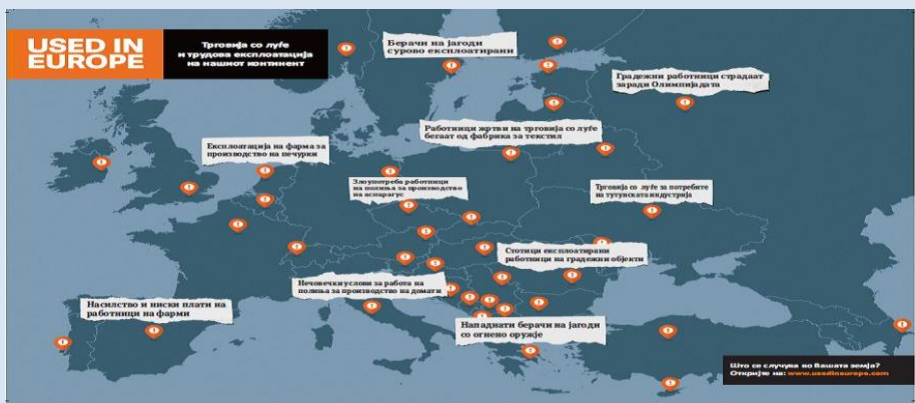 USED IN
EUROPE
Трговија со луѓе
и трудова експлоатација
на нашиот континент
Берачи на јагоди
сурово експлоатирани
Градежни работници страдаат
заради Олимпијадата
Работници жртви на трговија со луѓе
бегаат од фабрика за текстил
Експлоатација на фарма за
производство на печурки
Злоупотреба работници
на полиња за производство
на аспарагус
Трговија со луѓе за потребите
на тутунската индустрија
Стотици експлоатирани
работници на градежни објекти
Нечовечки услови за работа на
полиња за производство на домати
Насилство и ниски плати на
работници на фарми
Нападнати берачи на јагоди
со огнено оружје
Што се случува во Вашата земја?
Откријте на: www.usedineurope.com